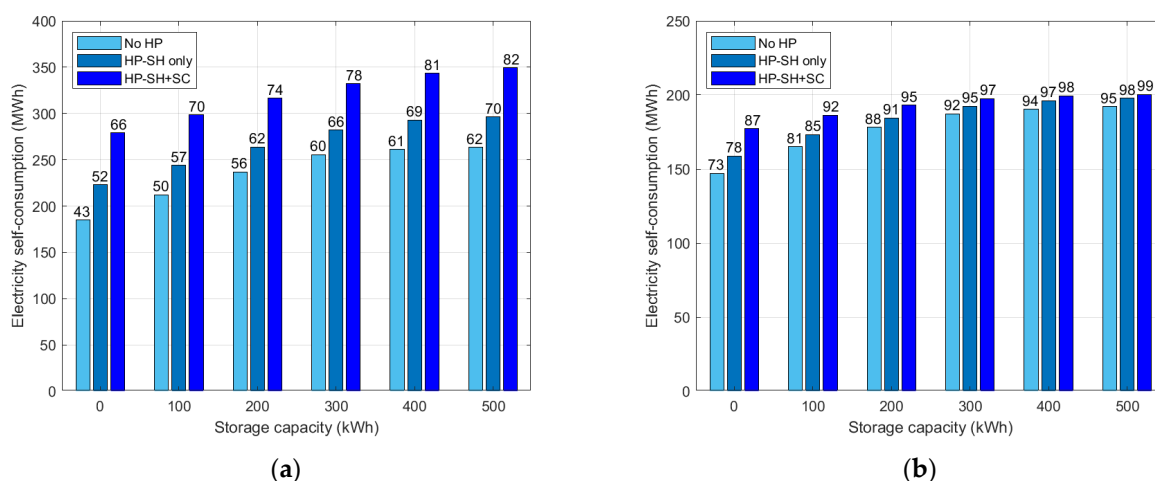 400
350
300
250
200
150
100
50
0
Electricity self-consumption (MWh)
No HP
HP-SH only
HP-SH+SC
43 52 66
50 57 70
56 62 74
60 66 78
61 69 81
62 70 82
0 100 200 300 400 500
Storage capacity (kWh)
(a)
250
200
150
100
50
0
Electricity self-consumption (MWh)
No HP
HP-SH only
HP-SH+SC
73 78 87
81 85 92
88 91 95
92 95 97
94 97 98
95 98 99
0 100 200 300 400 500
Storage capacity (kWh)
(b)